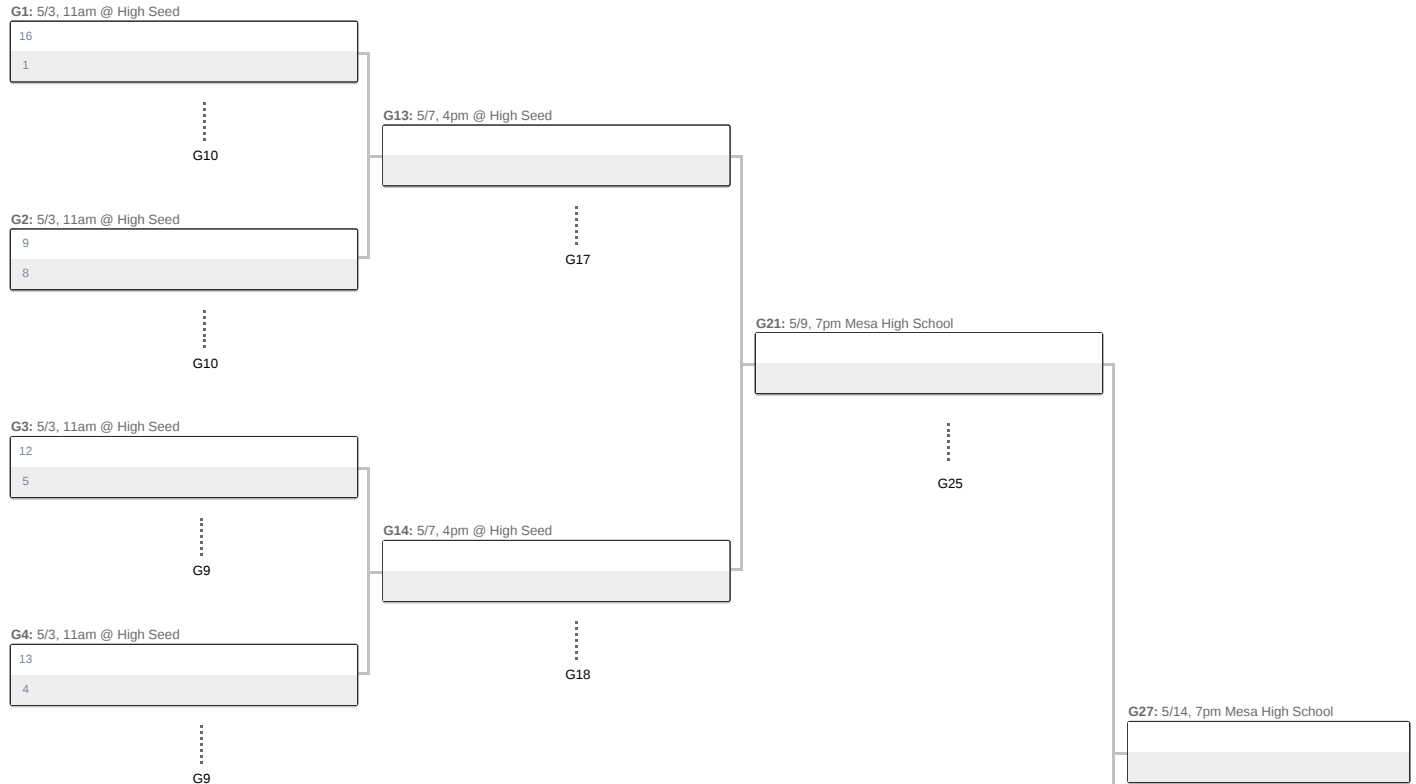 G1: 5/3, 11am @ High Seed
16
1
G10
G2: 5/3, 11am @ High Seed
9
8
G10
G3: 5/3, 11am @ High Seed
12
5
G9
G4: 5/3, 11am @ High Seed
13
4
G9
G13: 5/7, 4pm @ High Seed
G17
G14: 5/7, 4pm @ High Seed
G18
G21: 5/9, 7pm Mesa High School
G25
G27: 5/14, 7pm Mesa High School